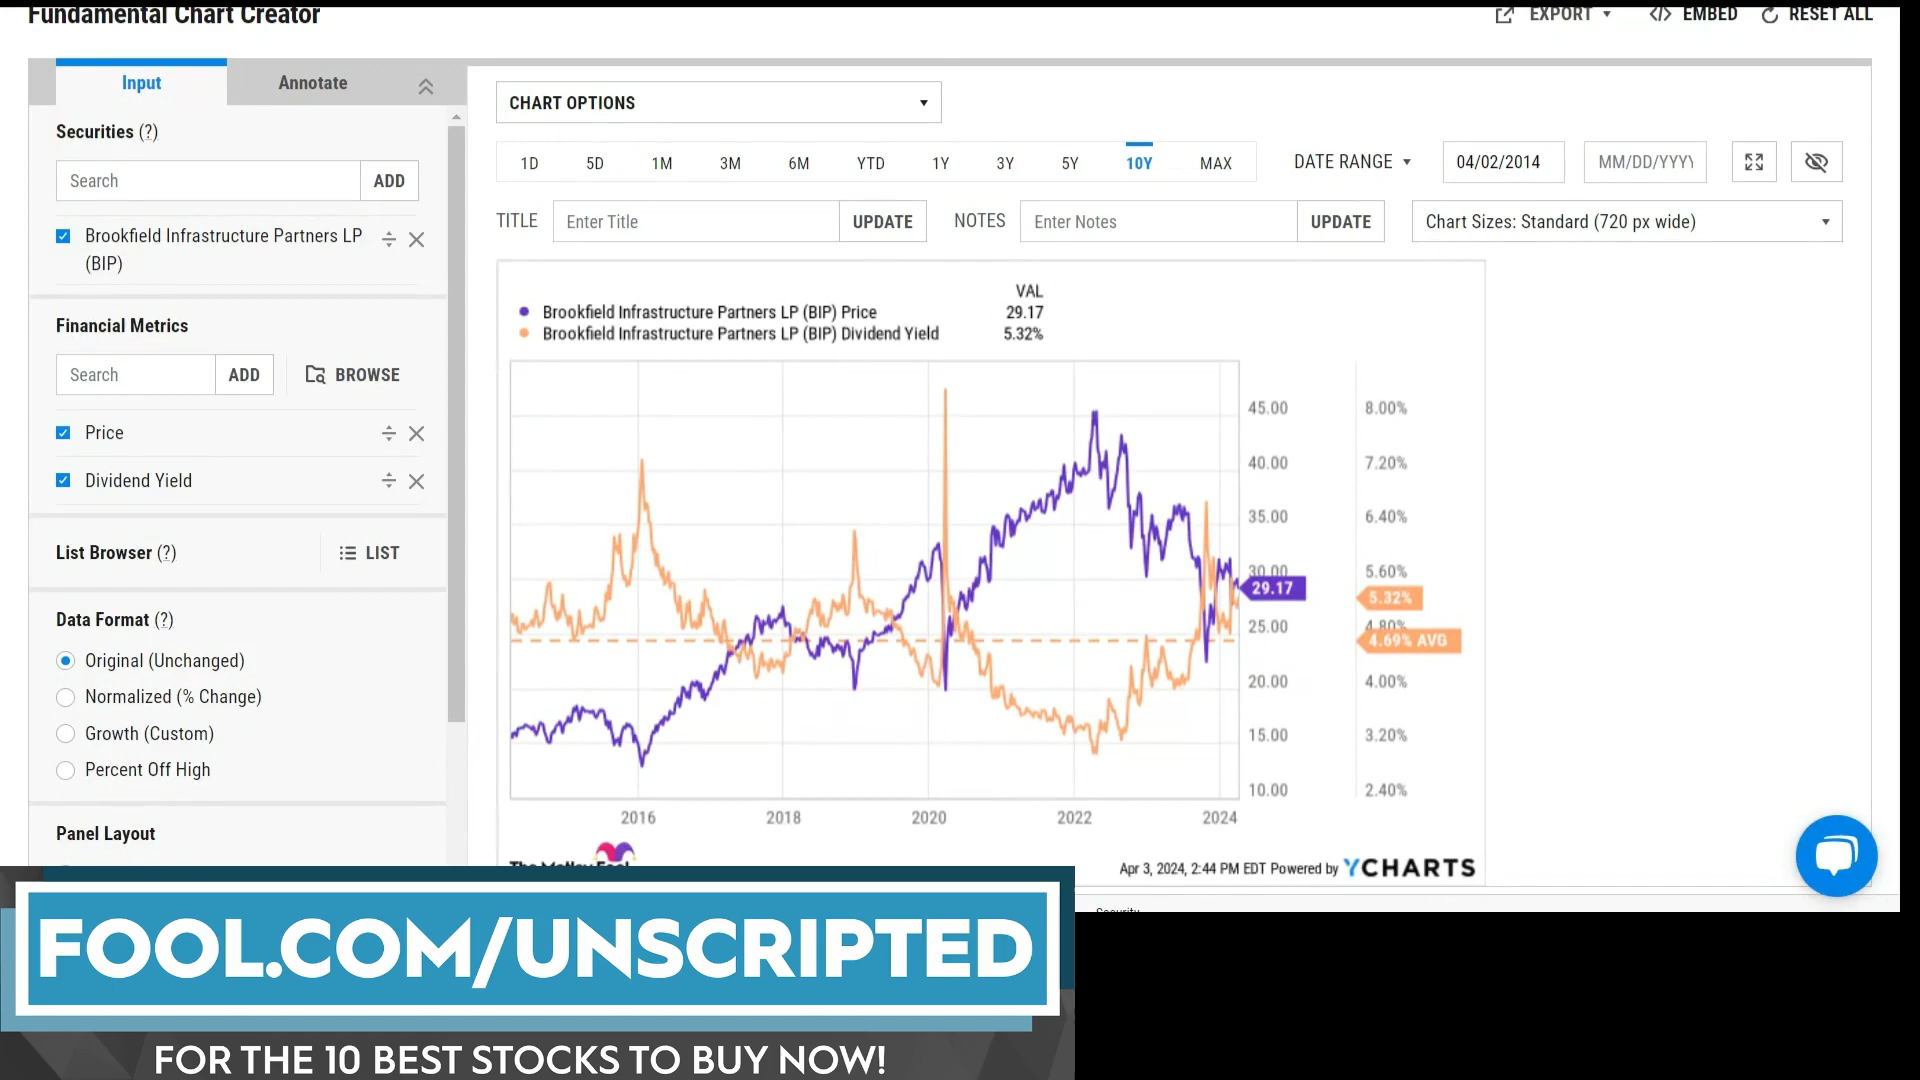 Fundamental Chart Creator
EXPORT
EMBED
RESET ALL
Input
Annotate
Securities (?)
Search
ADD
Brookfield Infrastructure Partners LP
(BIP)
Financial Metrics
Search
ADD
BROWSE
Price
Dividend Yield
List Browser (?)
LIST
Data Format (?)
Original (Unchanged)
Normalized (% Change)
Growth (Custom)
Percent Off High
Panel Layout
CHART OPTIONS
1D 5D 1M 3M 6M YTD 1Y 3Y 5Y 10Y MAX
DATE RANGE
04/02/2014
MM/DD/YYYY
TITLE
Enter Title
UPDATE
NOTES
Enter Notes
UPDATE
Chart Sizes: Standard (720 px wide)
VAL
Brookfield Infrastructure Partners LP (BIP) Price 29.17
Brookfield Infrastructure Partners LP (BIP) Dividend Yield 5.32%
45.00 8.00%
40.00 7.20%
35.00 6.40%
30.00 5.60%
29.17
5.32%
25.00 4.80%
4.69% AVG
20.00 4.00%
15.00 3.20%
10.00 2.40%
2016 2018 2020 2022 2024
The Motley Fool
Apr 3, 2024, 2:44 PM EDT Powered by YCHARTS
Security
FOOL.COM/UNSCRIPTED
FOR THE 10 BEST STOCKS TO BUY NOW!